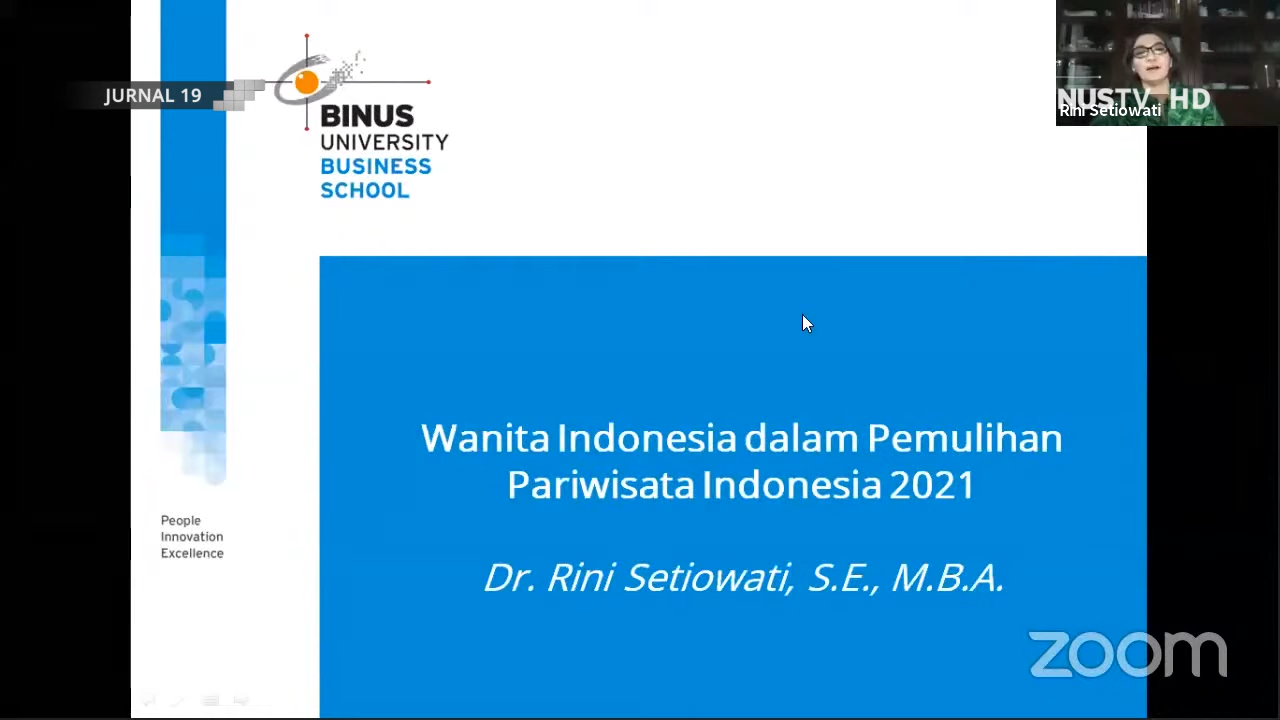 JURNAL 19
BINUS
UNIVERSITY
BUSINESS
SCHOOL
NUSTV HD
Rini Setiowati
Wanita Indonesia dalam Pemulihan
Pariwisata Indonesia 2021
People
Innovation
Excellence
Dr. Rini Setiowati, S.E., M.B.A.
zoom